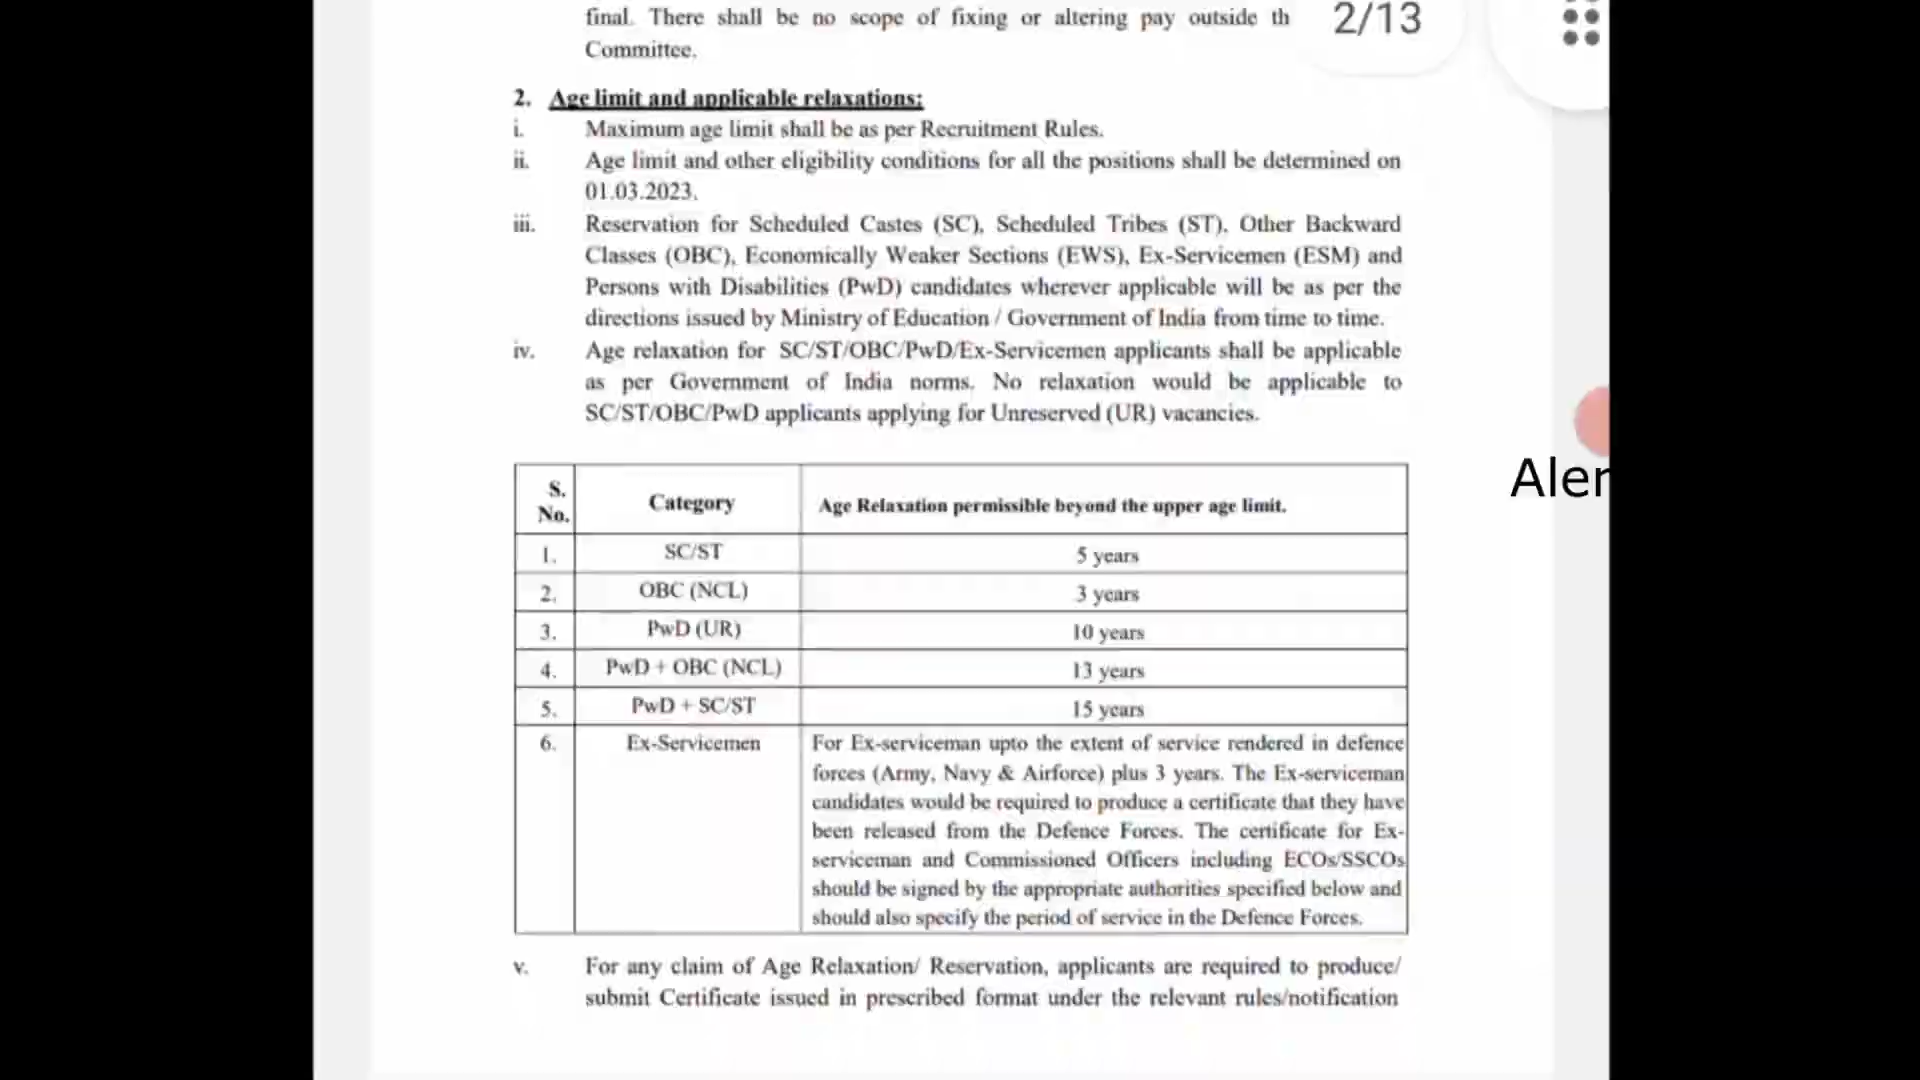 final. There shall be no scope of fixing or altering pay outside th
Committee.
2/13
2. Age limit and applicable relaxations:
i. Maximum age limit shall be as per Recruitment Rules.
ii. Age limit and other eligibility conditions for all the positions shall be determined on
01.03.2023.
iii. Reservation for Scheduled Castes (SC), Scheduled Tribes (ST), Other Backward
Classes (OBC), Economically Weaker Sections (EWS), Ex-Servicemen (ESM) and
Persons with Disabilities (PwD) candidates wherever applicable will be as per the
directions issued by Ministry of Education / Government of India from time to time.
iv. Age relaxation for SC/ST/OBC/PwD/Ex-Servicemen applicants shall be applicable
as per Government of India norms. No relaxation would be applicable to
SC/ST/OBC/PwD applicants applying for Unreserved (UR) vacancies.
Aler
S. No. Category Age Relaxation permissible beyond the upper age limit.
1. SC/ST 5 years
2. OBC (NCL) 3 years
3. PwD (UR) 10 years
4. PwD + OBC (NCL) 13 years
5. PwD + SC/ST 15 years
6. Ex-Servicemen For Ex-serviceman upto the extent of service rendered in defence
forces (Army, Navy & Airforce) plus 3 years. The Ex-serviceman
candidates would be required to produce a certificate that they have
been released from the Defence Forces. The certificate for Ex-
serviceman and Commissioned Officers including ECOs/SSCOs
should be signed by the appropriate authorities specified below and
should also specify the period of service in the Defence Forces.
v. For any claim of Age Relaxation/ Reservation, applicants are required to produce/
submit Certificate issued in prescribed format under the relevant rules/notification